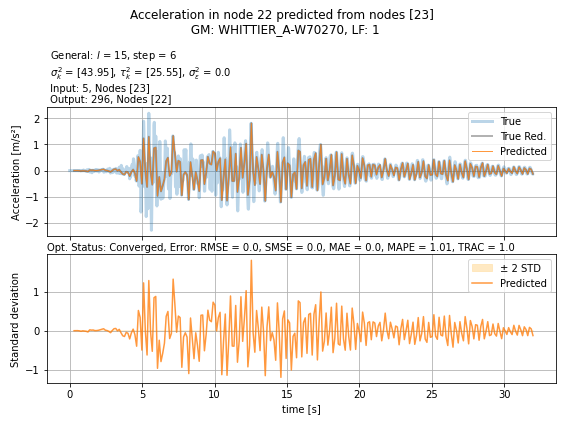 Acceleration in node 22 predicted from nodes [23]
GM: WHITTIER_A-W70270, LF: 1
General: l = 15, step = 6
σ²ₖ = [43.95], τ²ₖ = [25.55], σ²ₑ = 0.0
Input: 5, Nodes [23]
Output: 296, Nodes [22]
Acceleration [m/s²]
2
1
0
−1
−2
True
True Red.
Predicted
Opt. Status: Converged, Error: RMSE = 0.0, SMSE = 0.0, MAE = 0.0, MAPE = 1.01, TRAC = 1.0
Standard deviation
1
0
−1
± 2 STD
Predicted
0 5 10 15 20 25 30
time [s]